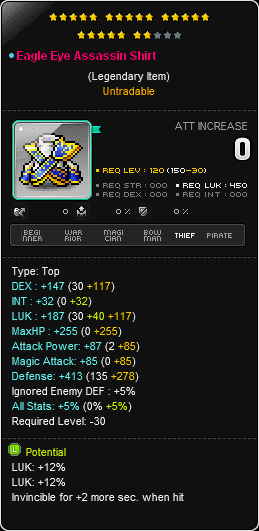 Eagle Eye Assassin Shirt
(Legendary Item)
Untradable
ATT INCREASE
0
REQ LEV : 120 (150-30)
REQ STR : 000 REQ LUK : 450
REQ DEX : 000 REQ INT : 000
0 0 % 0 %
BEGINNER WARRIOR MAGICIAN BOWMAN THIEF PIRATE
Type: Top
DEX : +147 (30 +117)
INT : +32 (0 +32)
LUK : +187 (30 +40 +117)
MaxHP : +255 (0 +255)
Attack Power: +87 (2 +85)
Magic Attack: +85 (0 +85)
Defense: +413 (135 +278)
Ignored Enemy DEF : +5%
All Stats: +5% (0% +5%)
Required Level: -30
L Potential
LUK: +12%
LUK: +12%
Invincible for +2 more sec. when hit